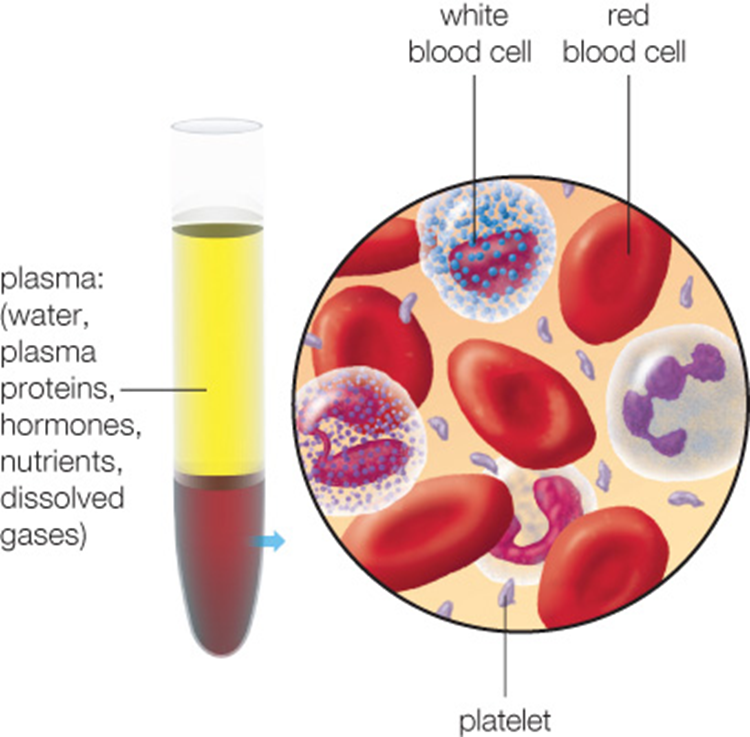 white
blood cell
red
blood cell
plasma:
(water,
plasma
proteins,
hormones,
nutrients,
dissolved
gases)
platelet